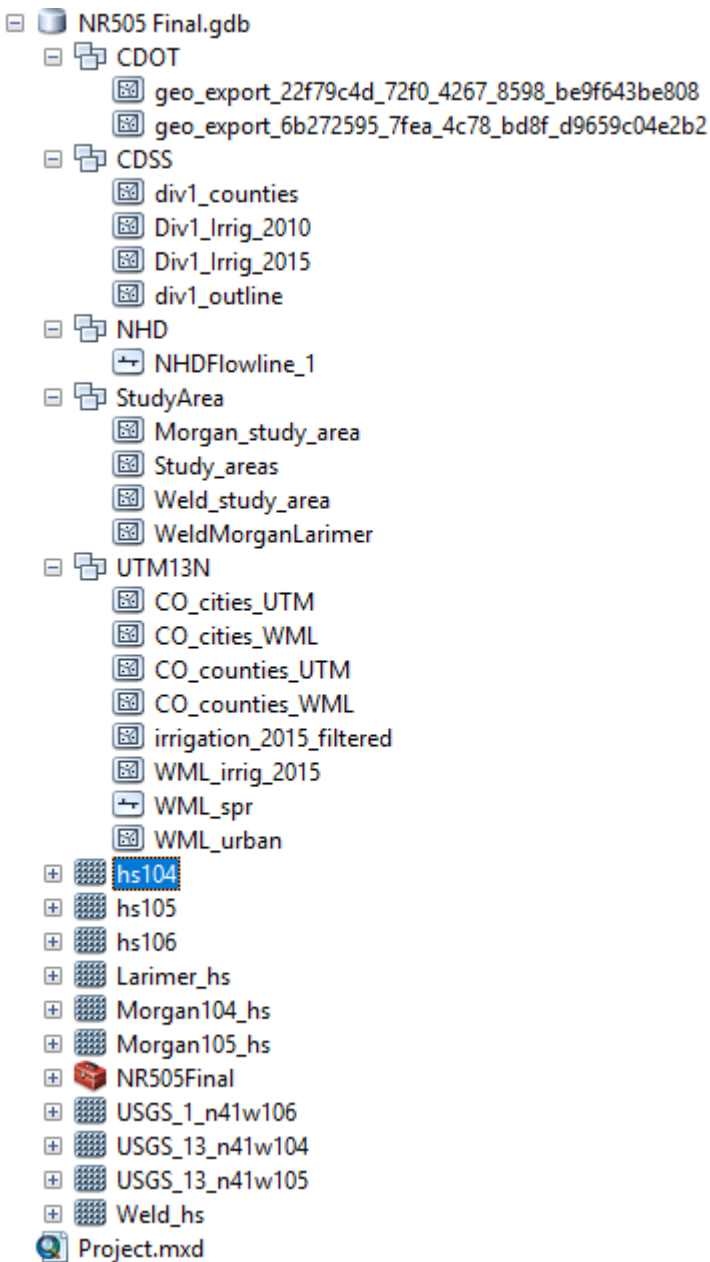 NR505 Final.gdb
CDOT
geo_export_22f79c4d_72f0_4267_8598_be9f643be808
geo_export_6b272595_7fea_4c78_bd8f_d9659c04e2b2
CDSS
div1_counties
Div1_Irrig_2010
Div1_Irrig_2015
div1_outline
NHD
NHDFlowline_1
StudyArea
Morgan_study_area
Study_areas
Weld_study_area
WeldMorganLarimer
UTM13N
CO_cities_UTM
CO_cities_WML
CO_counties_UTM
CO_counties_WML
irrigation_2015_filtered
WML_irrig_2015
WML_spr
WML_urban
hs104
hs105
hs106
Larimer_hs
Morgan104_hs
Morgan105_hs
NR505Final
USGS_1_n41w106
USGS_13_n41w104
USGS_13_n41w105
Weld_hs
Project.mxd